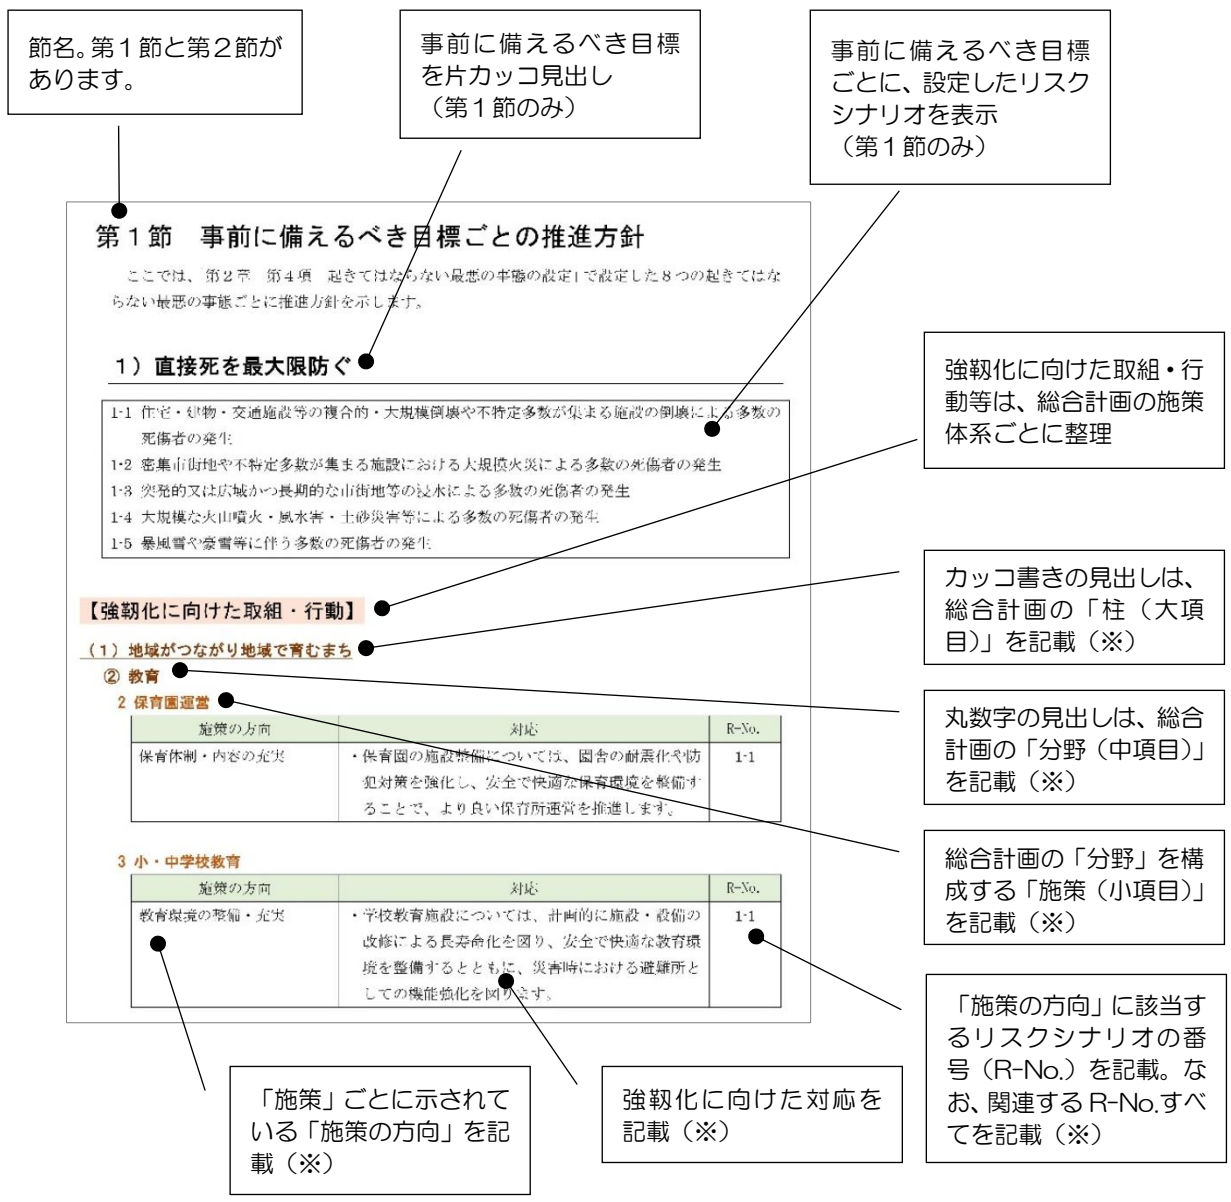 節名。第1節と第2節が
あります。
事前に備えるべき目標
を片カッコ見出し
（第1節のみ）
事前に備えるべき目標
ごとに、設定したリスク
シナリオを表示
（第1節のみ）
第1節　事前に備えるべき目標ごとの推進方針
ここでは、第2章　第4項　起きてはならない最悪の事態の設定」で設定した8つの起きてはな
らない最悪の事態ごとに推進方針を示します。
1）直接死を最大限防ぐ
1-1 住宅・建物・交通施設等の複合的・大規模倒壊や不特定多数が集まる施設の倒壊による多数の
死傷者の発生
1-2 密集市街地や不特定多数が集まる施設における大規模火災による多数の死傷者の発生
1-3 突発的又は広域かつ長期的な市街地等の浸水による多数の死傷者の発生
1-4 大規模な火山噴火・風水害・土砂災害等による多数の死傷者の発生
1-5 暴風雪や豪雪等に伴う多数の死傷者の発生
強靱化に向けた取組・行
動等は、総合計画の施策
体系ごとに整理
【強靱化に向けた取組・行動】
（1）地域がつながり地域で育むまち
② 教育
2 保育園運営
施策の方向　対応　R-No.
保育体制・内容の充実　・保育園の施設整備については、園舎の耐震化や防　1-1
犯対策を強化し、安全で快適な保育環境を整備す
ることで、より良い保育所運営を推進します。
3 小・中学校教育
施策の方向　対応　R-No.
教育環境の整備・充実　・学校教育施設については、計画的に施設・設備の　1-1
改修による長寿命化を図り、安全で快適な教育環
境を整備するとともに、災害時における避難所と
しての機能強化を図ります。
カッコ書きの見出しは、
総合計画の「柱（大項
目）」を記載（※）
丸数字の見出しは、総合
計画の「分野（中項目）」
を記載（※）
総合計画の「分野」を構
成する「施策（小項目）」
を記載（※）
「施策の方向」に該当す
るリスクシナリオの番
号（R-No.）を記載。な
お、関連するR-No.すべ
てを記載（※）
「施策」ごとに示されて
いる「施策の方向」を記
載（※）
強靱化に向けた対応を
記載（※）